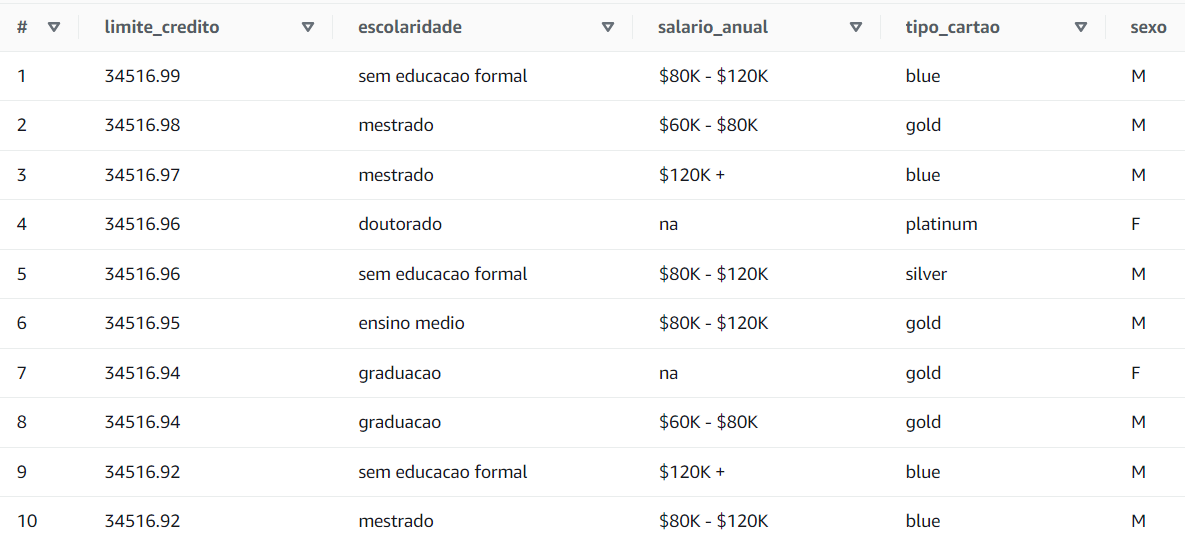 # limite_credito escolaridade salario_anual tipo_cartao sexo
1 34516.99 sem educacao formal $80K - $120K blue M
2 34516.98 mestrado $60K - $80K gold M
3 34516.97 mestrado $120K + blue M
4 34516.96 doutorado na platinum F
5 34516.96 sem educacao formal $80K - $120K silver M
6 34516.95 ensino medio $80K - $120K gold M
7 34516.94 graduacao na gold F
8 34516.94 graduacao $60K - $80K gold M
9 34516.92 sem educacao formal $120K + blue M
10 34516.92 mestrado $80K - $120K blue M